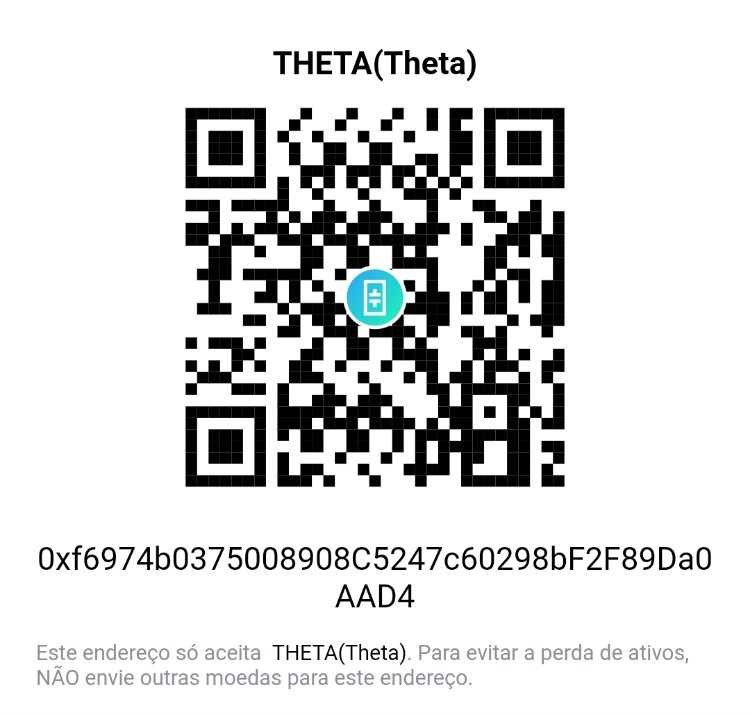 THETA(Theta)
0xf6974b0375008908C5247c60298bF2F89Da0
AAD4
Este endereço só aceita THETA(Theta). Para evitar a perda de ativos,
NÃO envie outras moedas para este endereço.